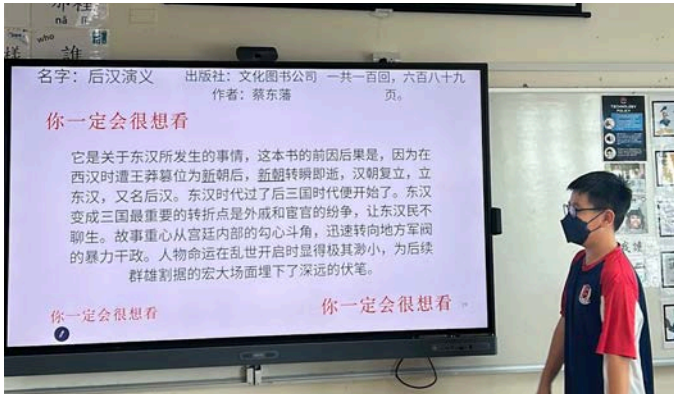 nǎ
样
who
誰
名字：后汉演义
出版社：文化图书公司
一共一百回，六百八十九
作者：蔡东藩
页。
你一定会很想看
它是关于东汉所发生的事情，这本书的前因后果是，因为在
西汉时遭王莽篡位为新朝后，新朝转瞬即逝，汉朝复立，立
东汉，又名后汉。东汉时代过了后三国时代便开始了。东汉
变成三国最重要的转折点是外戚和宦官的纷争，让东汉民不
聊生。故事重心从宫廷内部的勾心斗角，迅速转向地方军阀
的暴力干政。人物命运在乱世开启时显得极其渺小，为后续
群雄割据的宏大场面埋下了深远的伏笔。
你一定会很想看
你一定会很想看
TECHNOLOGY
POLICY